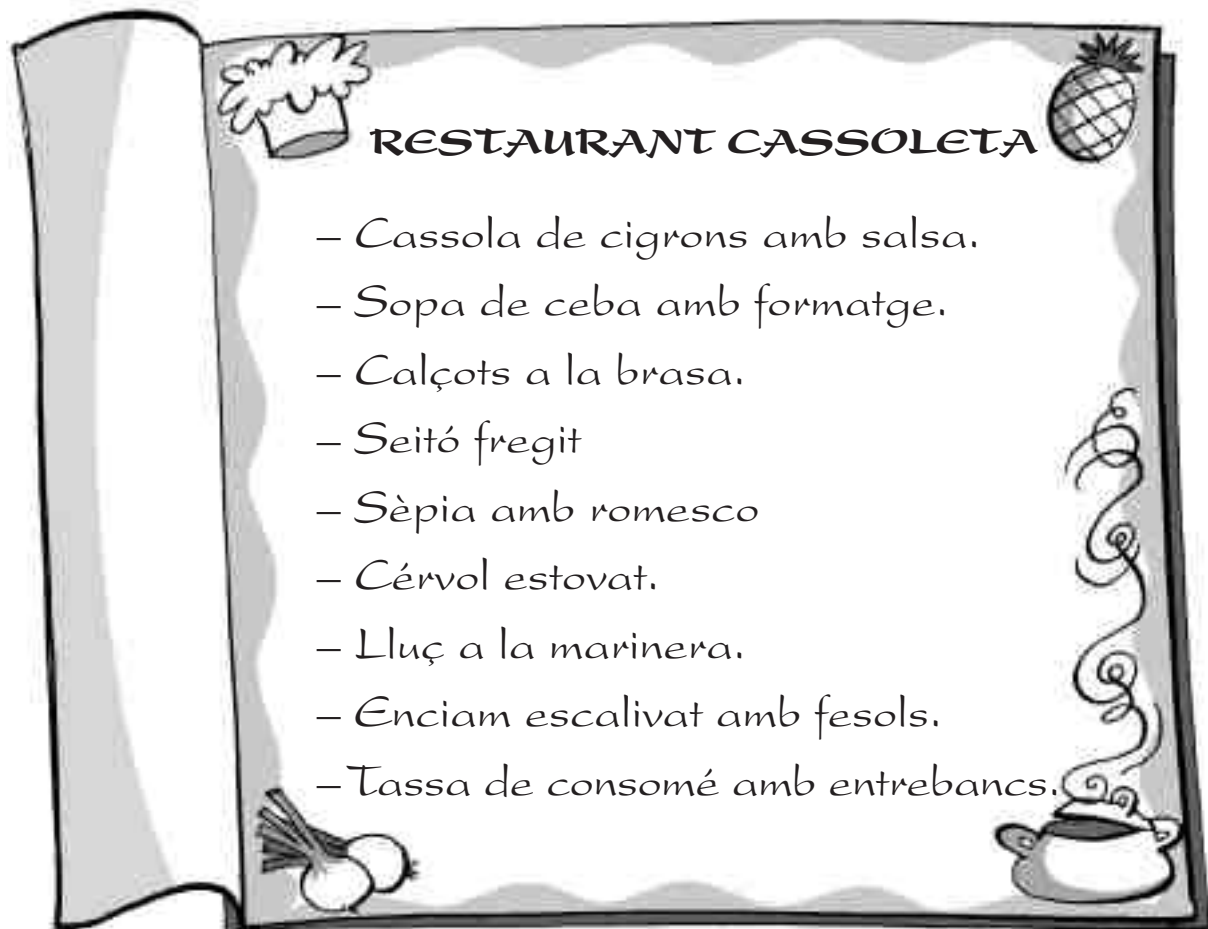 RESTAURANT CASSOLETA
– Cassola de cigrons amb salsa.
– Sopa de ceba amb formatge.
– Calçots a la brasa.
– Seitó fregit
– Sèpia amb romesco
– Cérvol estovat.
– Lluç a la marinera.
– Enciam escalivat amb fesols.
– Tassa de consomé amb entrebancs.